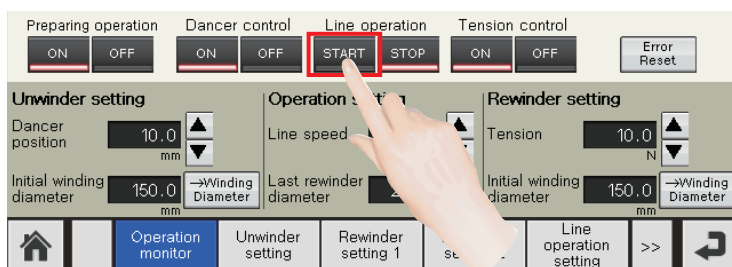 Preparing operation Dancer control Line operation Tension control
ON OFF ON OFF START STOP ON OFF Error
Reset
Unwinder setting Operation setting Rewinder setting
Dancer
position 10.0 mm
Line speed
Tension 10.0 N
Initial winding
diameter 150.0 mm →Winding
Diameter
Last rewinder
diameter
Initial winding
diameter 150.0 mm →Winding
Diameter
Operation
monitor
Unwinder
setting
Rewinder
setting 1
Line
operation
setting
>>